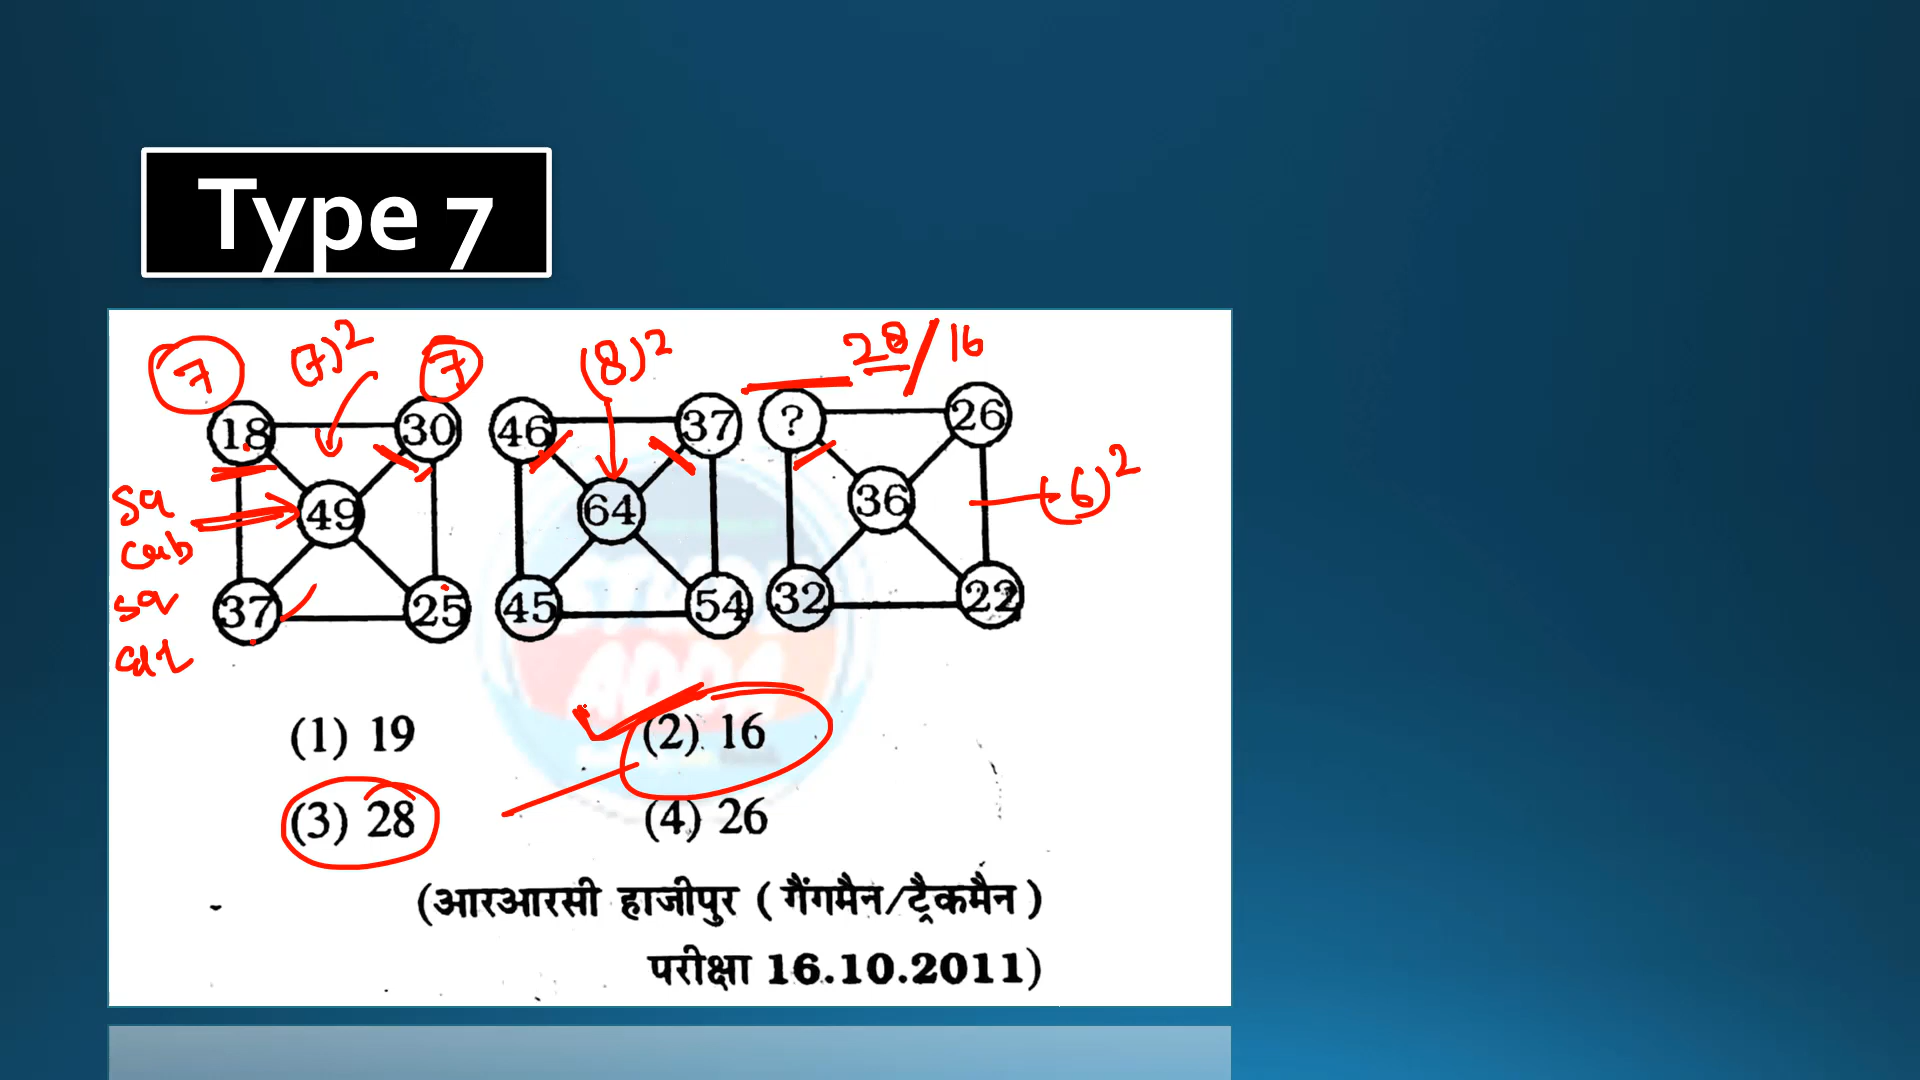 Type 7
7 (7)² 7 (8)² 28/16
18 30 46 37 ? 26
49 64 36 (6)²
sq
cub
37 25 45 54 32 22
sq
(1) 19 (2) 16
(3) 28 (4) 26
(आरआरसी हाजीपुर (गैंगमैन/ट्रैकमैन)
परीक्षा 16.10.2011)